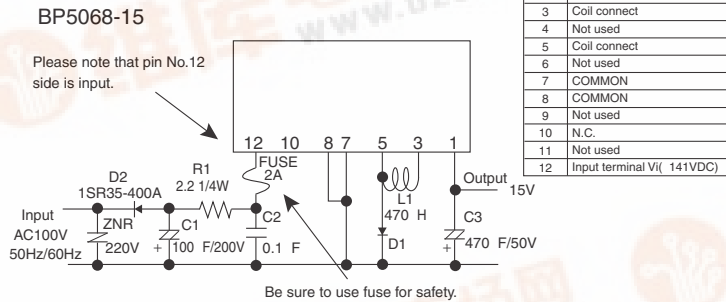 BP5068-15
Please note that pin No.12
side is input.
3 Coil connect
4 Not used
5 Coil connect
6 Not used
7 COMMON
8 COMMON
9 Not used
10 N.C.
11 Not used
12 Input terminal Vi( 141VDC)
12 10 8 7 5 3 1
FUSE
2A
R1
2.2 1/4W
D2
1SR35-400A
Input
AC100V
50Hz/60Hz
ZNR
220V
C1
+ 100 F/200V
C2
0.1 F
L1
470 H
D1
Output
15V
C3
+ 470 F/50V
Be sure to use fuse for safety.